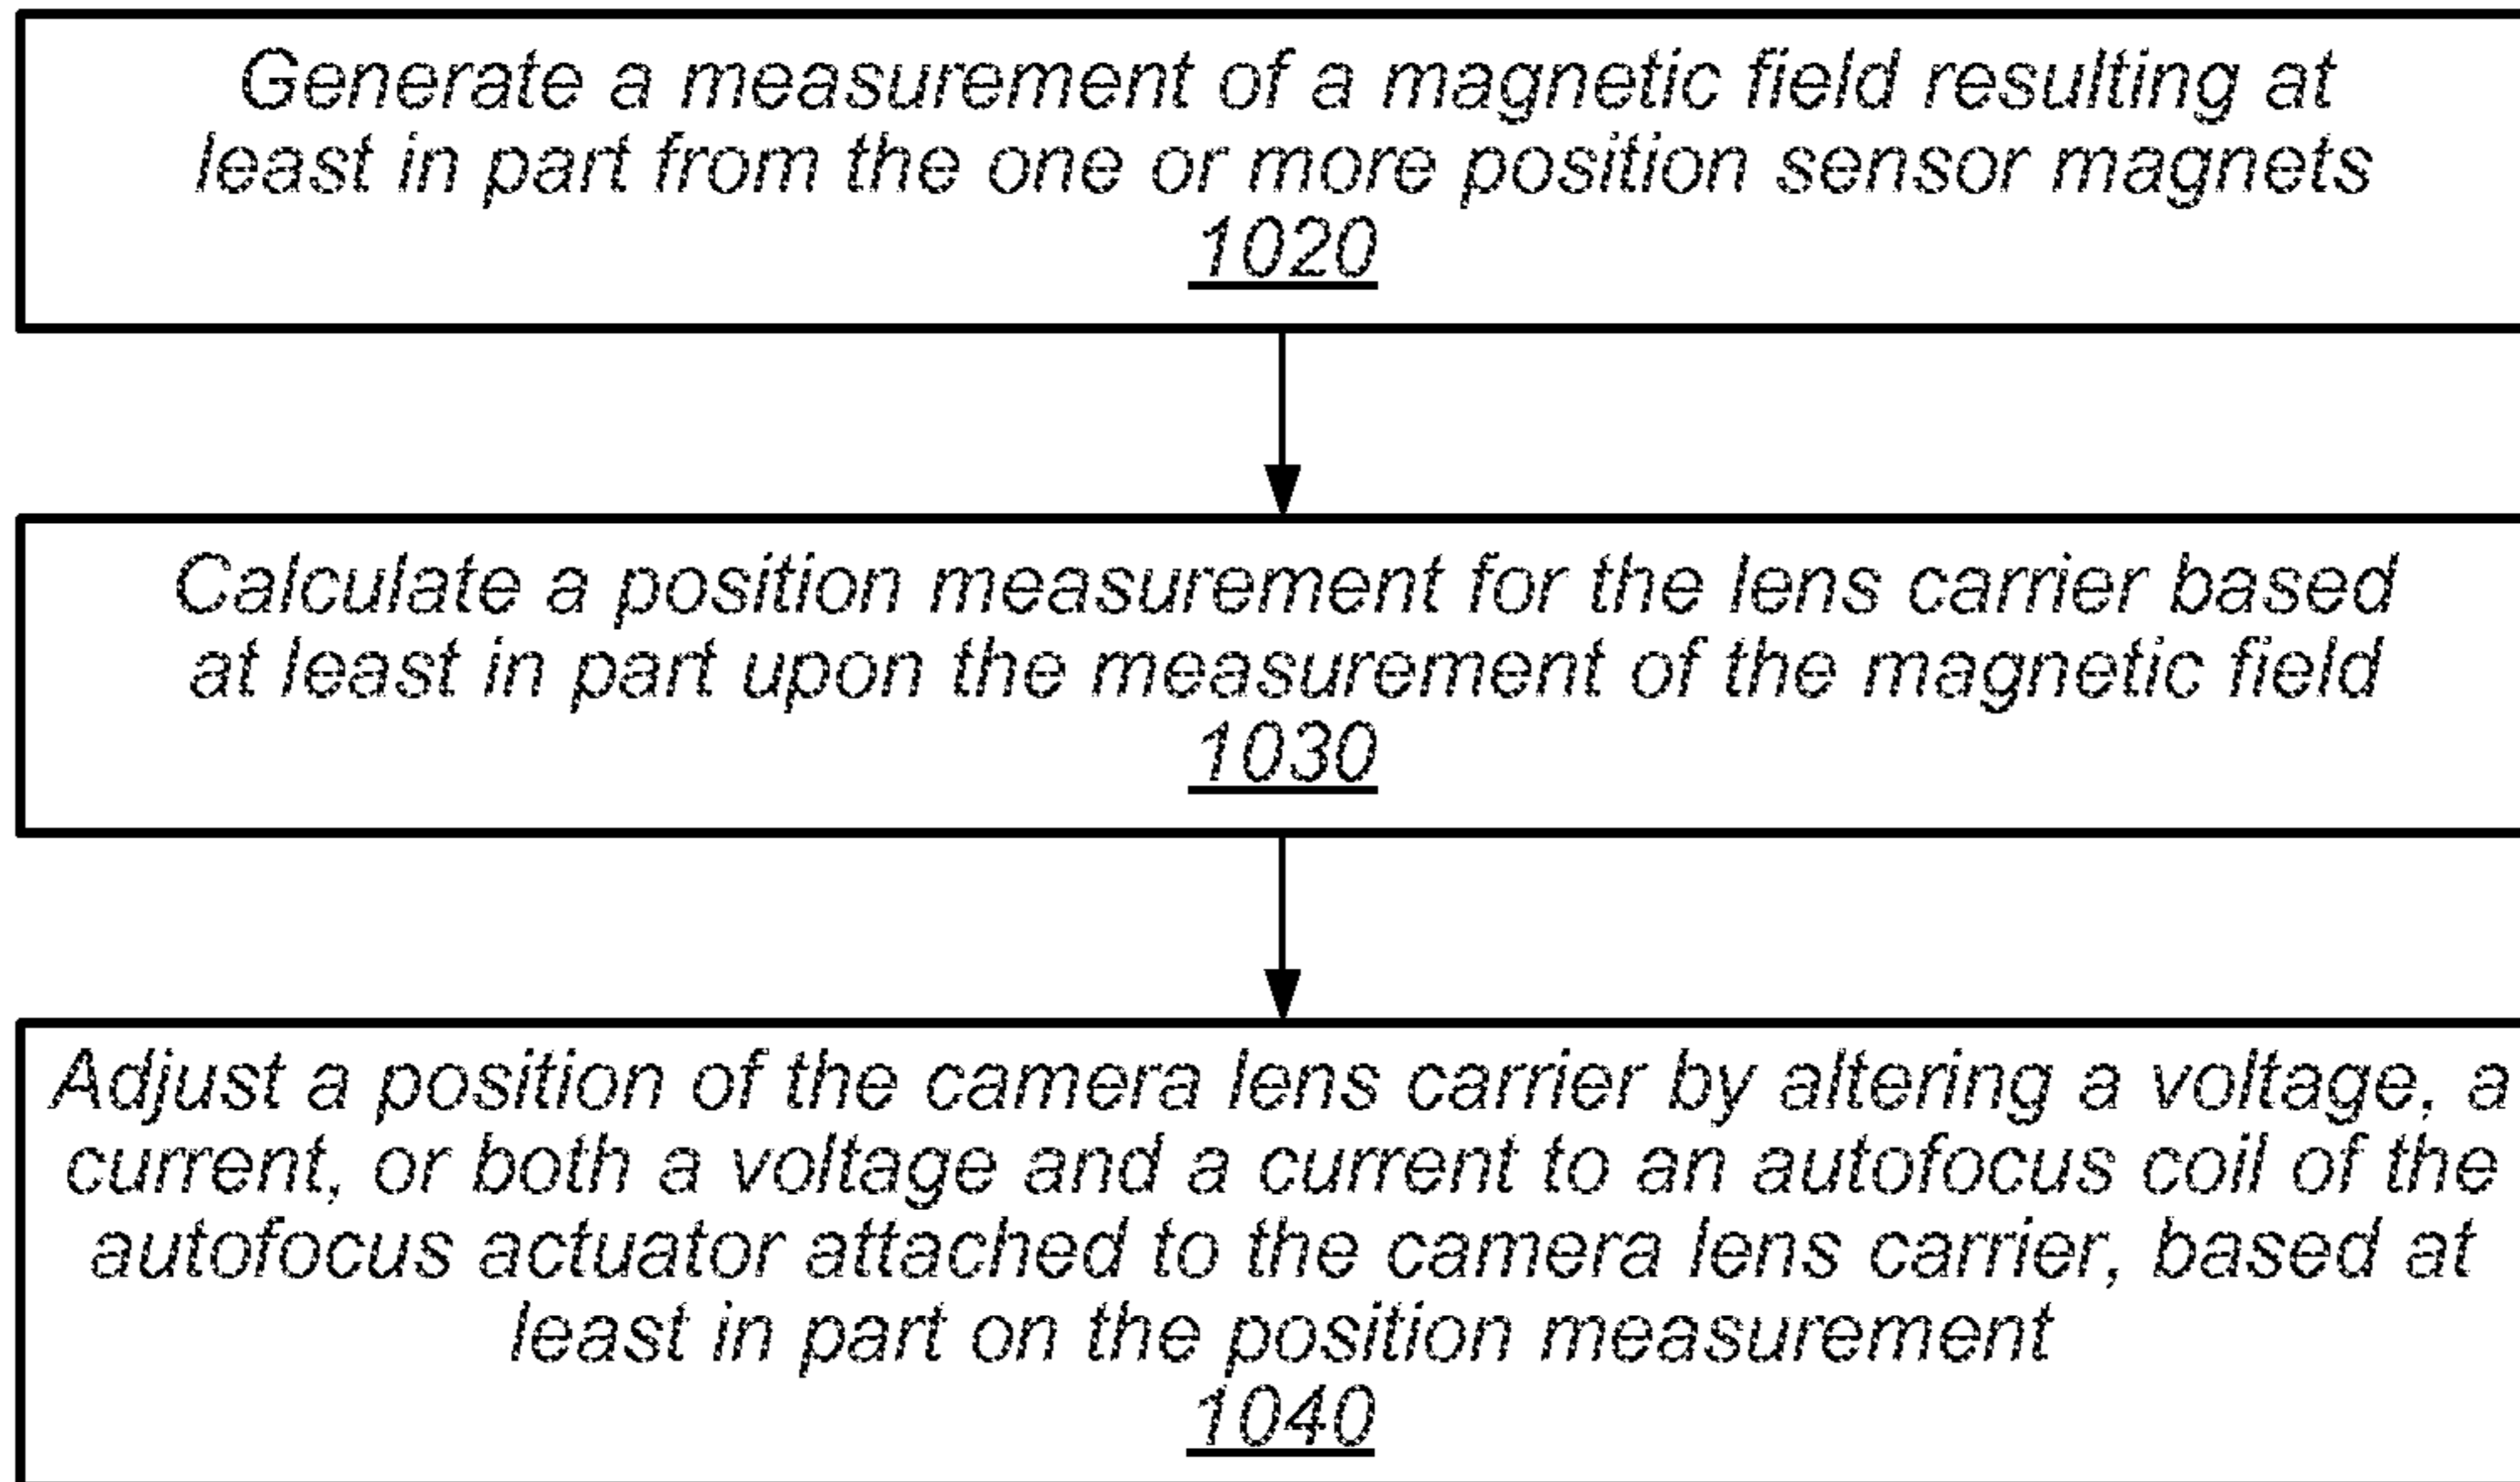 Generate a measurement of a magnetic field resulting at
least in part from the one or more position sensor magnets
1020
Calculate a position measurement for the lens carrier based
at least in part upon the measurement of the magnetic field
1030
Adjust a position of the camera lens carrier by altering a voltage, a
current, or both a voltage and a current to an autofocus coil of the
autofocus actuator attached to the camera lens carrier, based at
least in part on the position measurement
1040